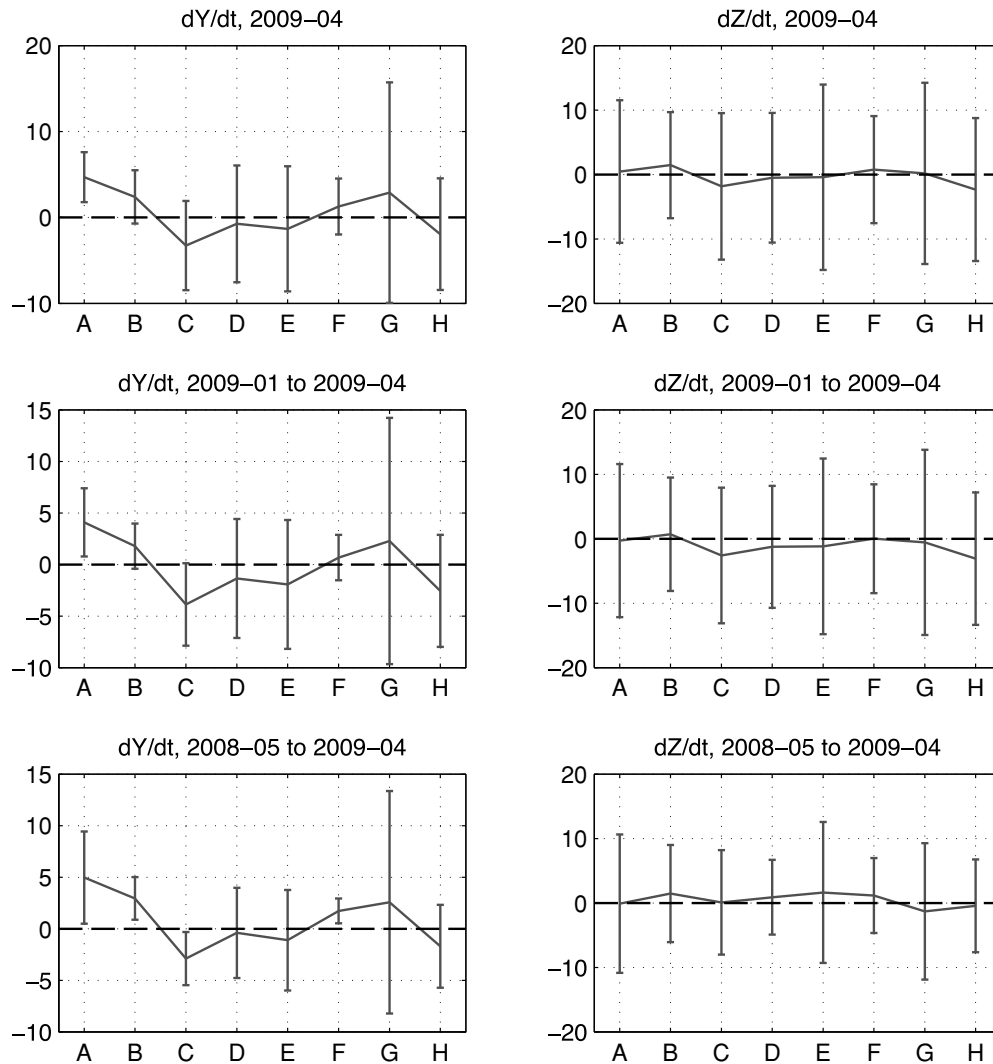 dY/dt, 2009−04
20
10
0
−10
A B C D E F G H
dZ/dt, 2009−04
20
10
0
−10
−20
A B C D E F G H
dY/dt, 2009−01 to 2009−04
15
10
5
0
−5
−10
A B C D E F G H
dZ/dt, 2009−01 to 2009−04
20
10
0
−10
−20
A B C D E F G H
dY/dt, 2008−05 to 2009−04
15
10
5
0
−5
−10
A B C D E F G H
dZ/dt, 2008−05 to 2009−04
20
10
0
−10
−20
A B C D E F G H